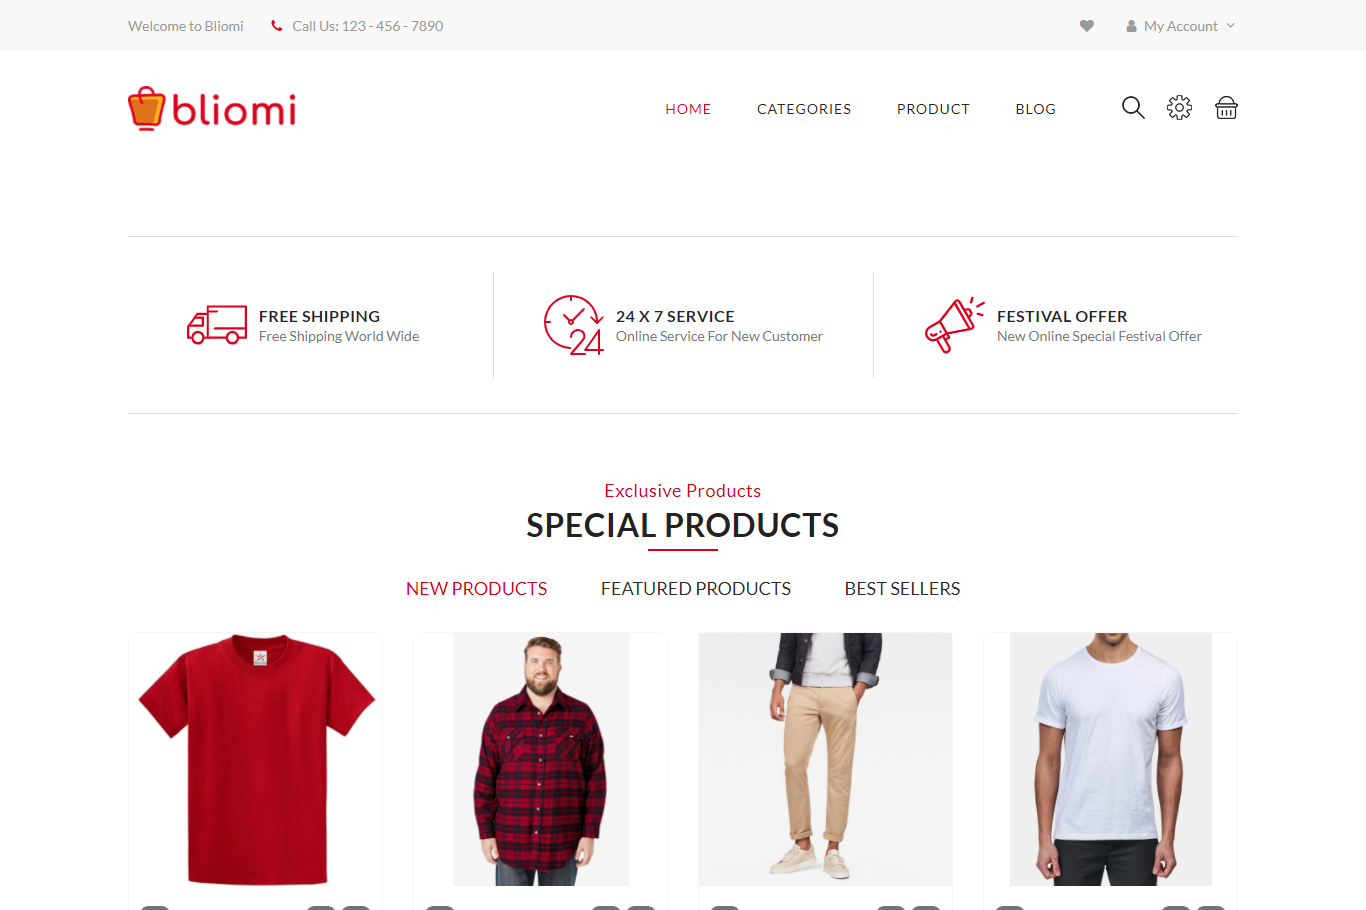 Welcome to Bliomi
Call Us: 123 - 456 - 7890
My Account
bliomi
HOME
CATEGORIES
PRODUCT
BLOG
FREE SHIPPING
Free Shipping World Wide
24
24 X 7 SERVICE
Online Service For New Customer
FESTIVAL OFFER
New Online Special Festival Offer
Exclusive Products
SPECIAL PRODUCTS
NEW PRODUCTS
FEATURED PRODUCTS
BEST SELLERS